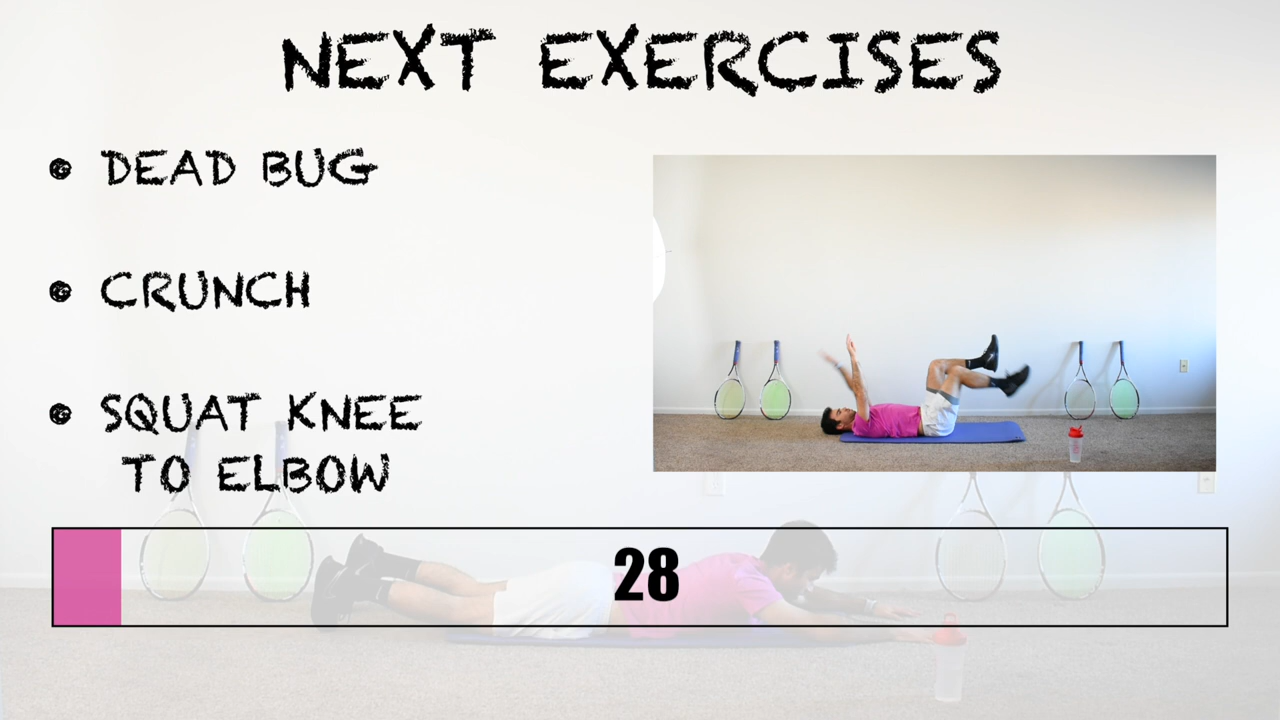 NEXT EXERCISES
• DEAD BUG
• CRUNCH
• SQUAT KNEE
TO ELBOW
28